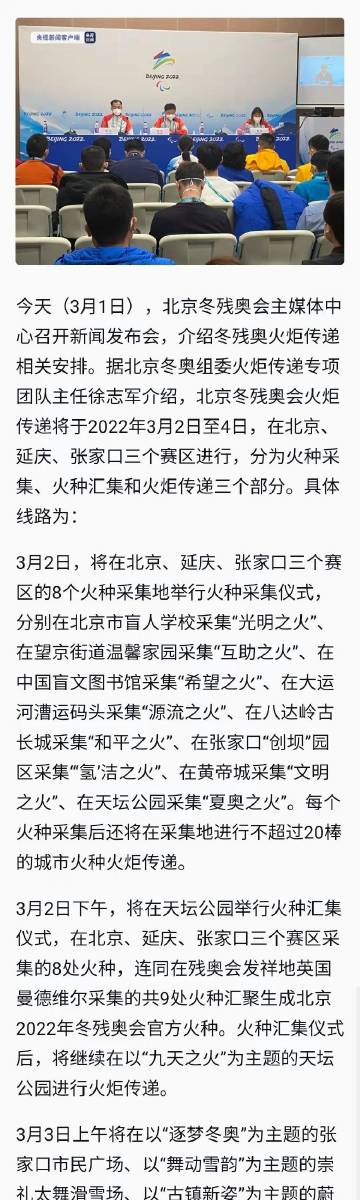 央视新闻客户端
BEIJING 2022
BEIJING 2022
今天（3月1日），北京冬残奥会主媒体中
心召开新闻发布会，介绍冬残奥火炬传递
相关安排。据北京冬奥组委火炬传递专项
团队主任徐志军介绍，北京冬残奥会火炬
传递将于2022年3月2日至4日，在北京、
延庆、张家口三个赛区进行，分为火种采
集、火种汇集和火炬传递三个部分。具体
线路为：
3月2日，将在北京、延庆、张家口三个赛
区的8个火种采集地举行火种采集仪式，
分别在北京市盲人学校采集“光明之火”、
在望京街道温馨家园采集“互助之火”、在
中国盲文图书馆采集“希望之火”、在大运
河漕运码头采集“源流之火”、在八达岭古
长城采集“和平之火”、在张家口“创坝”园
区采集“‘氢’洁之火”、在黄帝城采集“文明
之火”、在天坛公园采集“夏奥之火”。每个
火种采集后还将在采集地进行不超过20棒
的城市火种火炬传递。
3月2日下午，将在天坛公园举行火种汇集
仪式，在北京、延庆、张家口三个赛区采
集的8处火种，连同在残奥会发祥地英国
曼德维尔采集的共9处火种汇聚生成北京
2022年冬残奥会官方火种。火种汇集仪式
后，将继续在以“九天之火”为主题的天坛
公园进行火炬传递。
3月3日上午将在以“逐梦冬奥”为主题的张
家口市民广场、以“舞动雪韵”为主题的崇
礼太舞滑雪场、以“古镇新姿”为主题的蔚